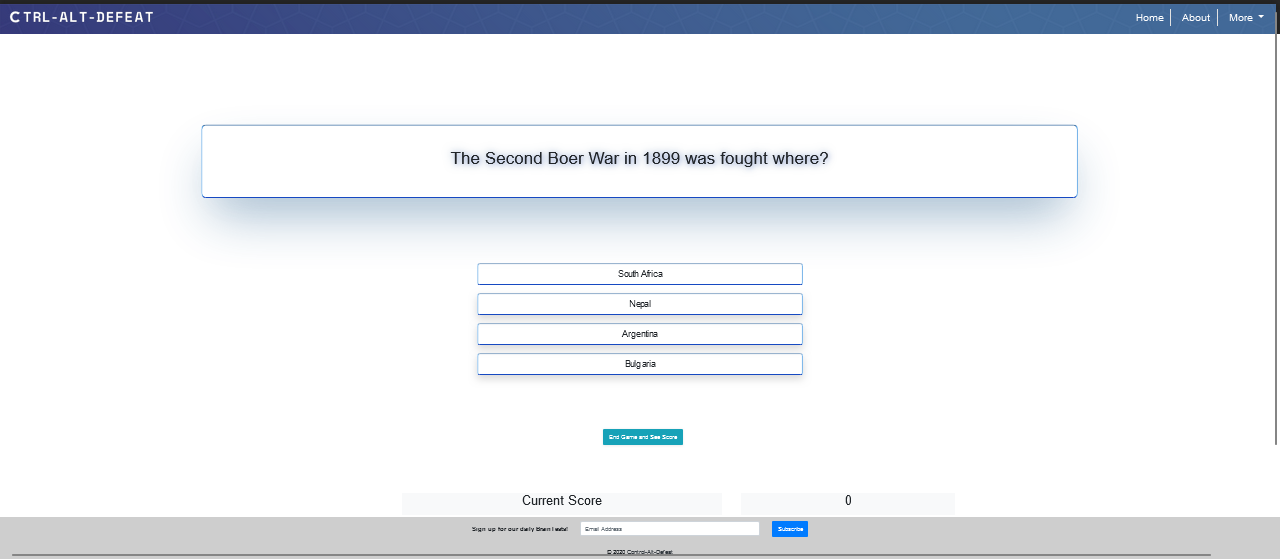 CTRL-ALT-DEFEAT
Home About More
The Second Boer War in 1899 was fought where?
South Africa
Nepal
Argentina
Bulgaria
End Game and See Score
Current Score 0
Sign up for our daily BrainTeats! Email Address Subscribe
© 2020 Control-Alt-Defeat